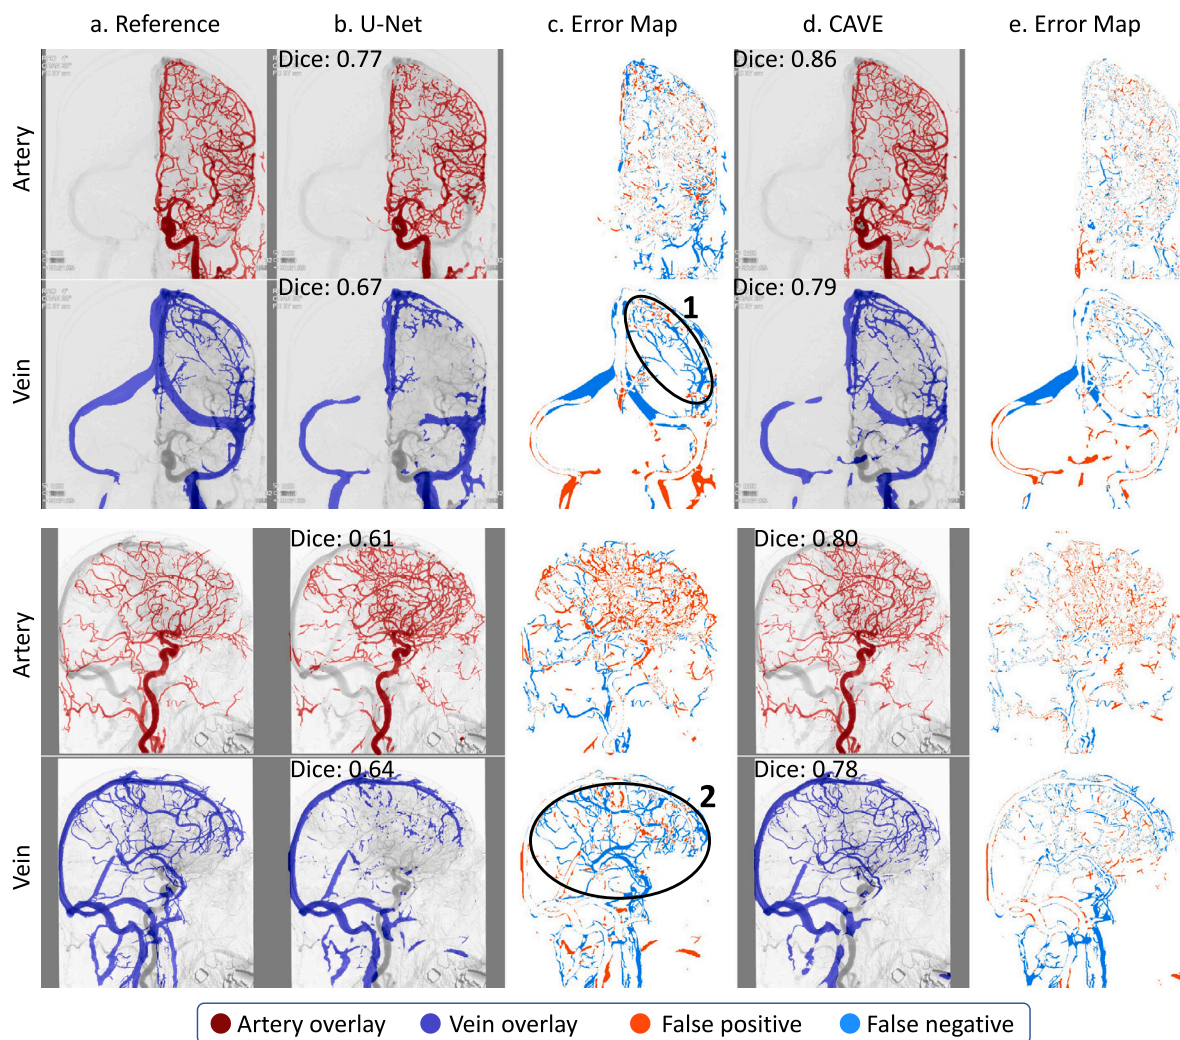 a. Reference b. U-Net c. Error Map d. CAVE e. Error Map
Artery
Dice: 0.77 Dice: 0.86
Vein
Dice: 0.67 Dice: 0.79
1
Artery
Dice: 0.61 Dice: 0.80
Vein
Dice: 0.64 Dice: 0.78
2
Artery overlay Vein overlay False positive False negative